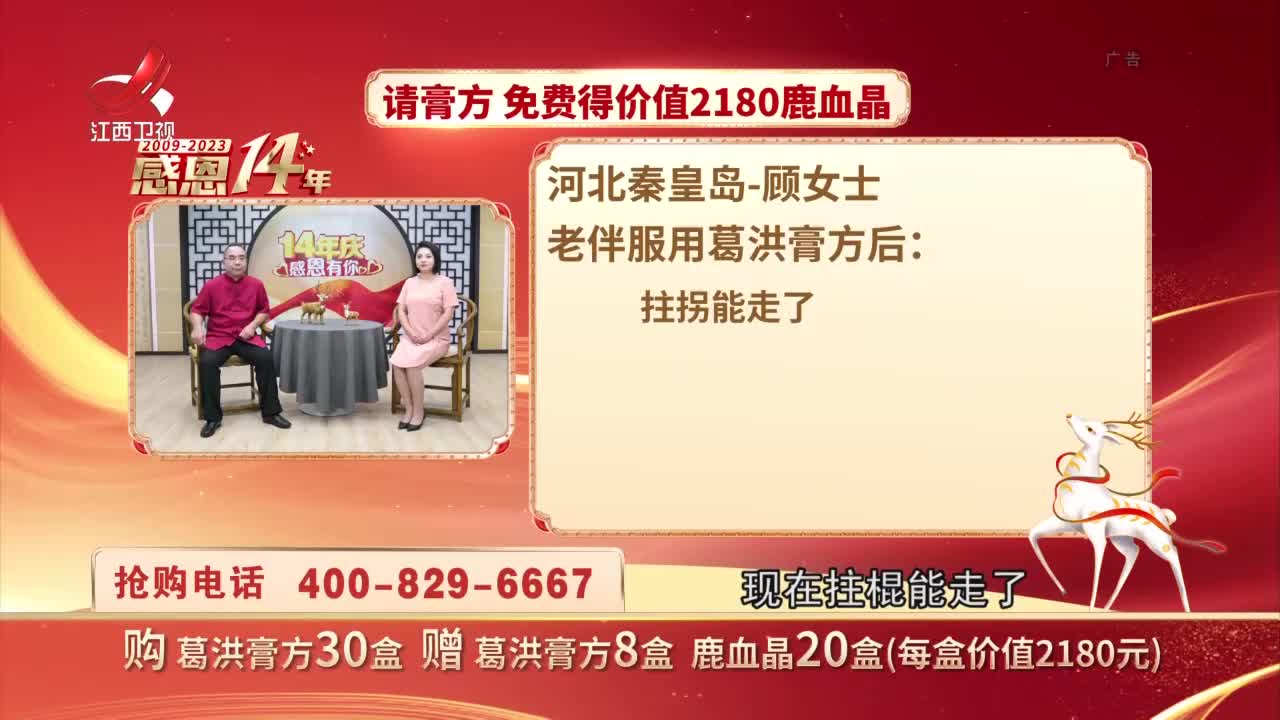 广告
江西卫视
2009-2023
感恩14年
请膏方 免费得价值2180鹿血晶
14年庆
感恩有你
河北秦皇岛-顾女士
老伴服用葛洪膏方后：
拄拐能走了
抢购电话 400-829-6667
现在拄棍能走了
购 葛洪膏方30盒 赠 葛洪膏方8盒 鹿血晶20盒(每盒价值2180元)